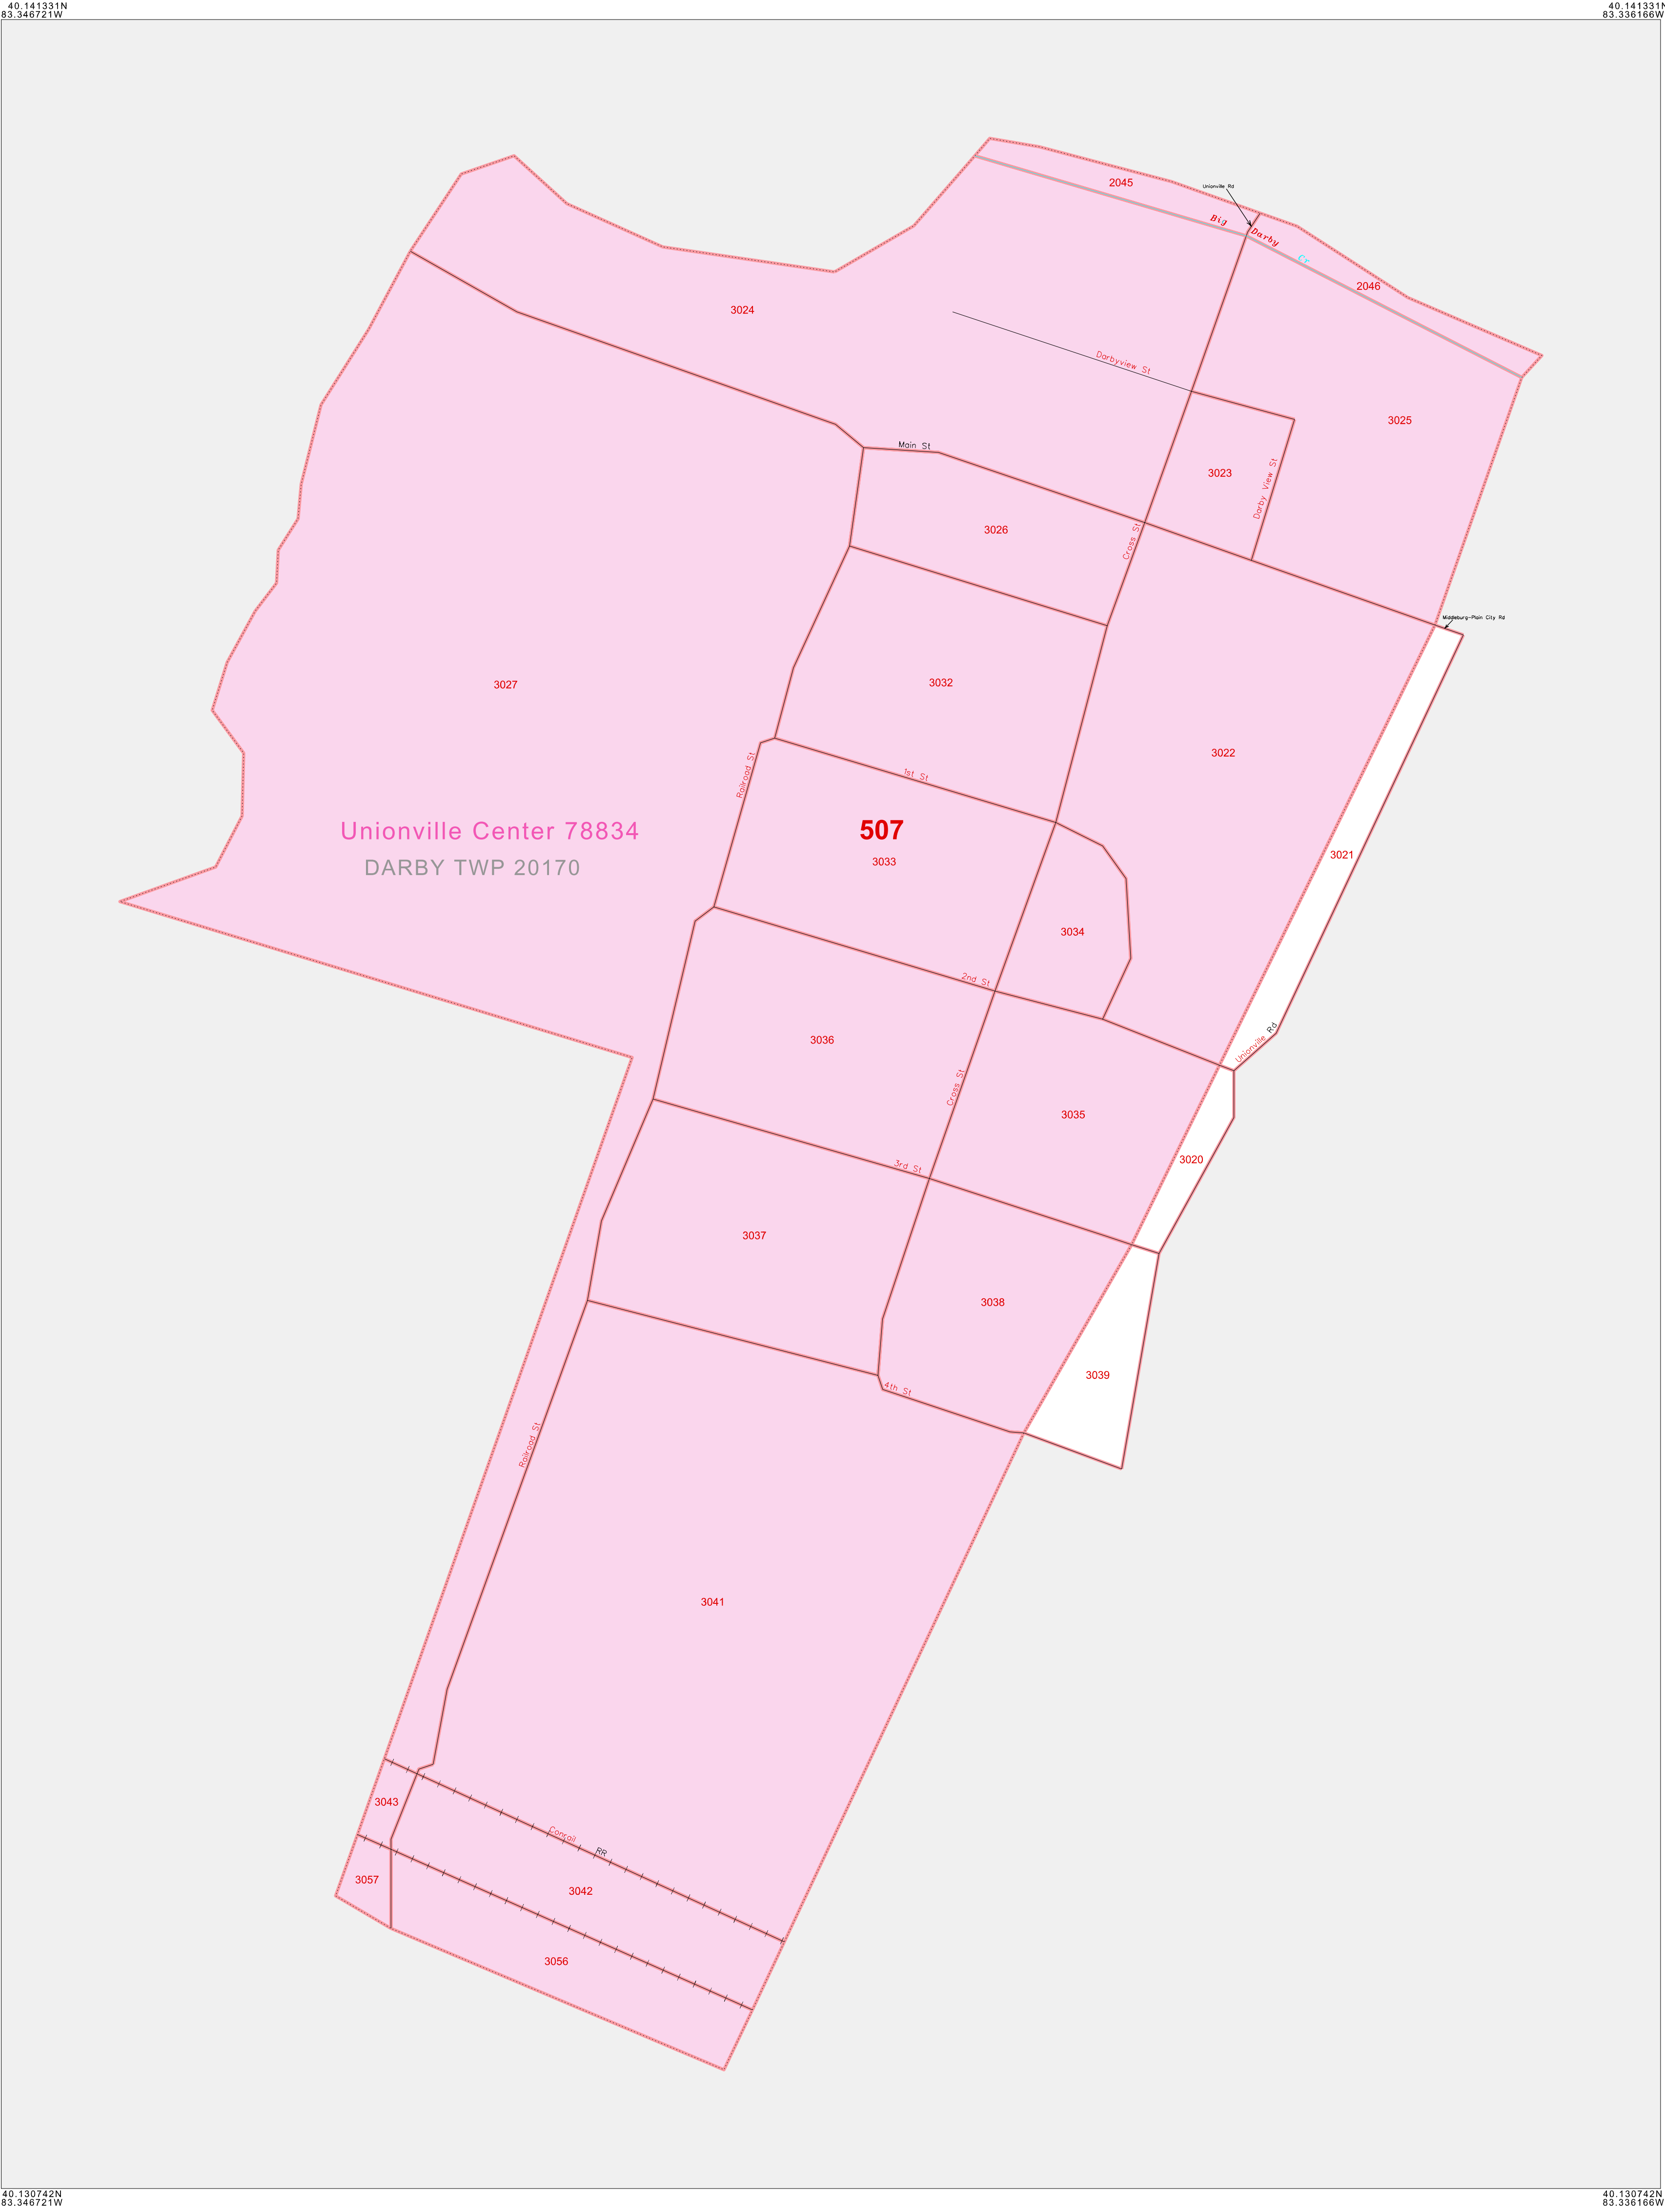 40.141331N
83.346721W
40.141331N
83.336166W
2045
Unionville Rd
Big Darby Cr
2046
3024
Darbyview St
3025
Main St
3023
Darby View St
3026
Cross St
Middleburg-Plain City Rd
3032
3027
3022
Railroad St
1st St
Unionville Center 78834
507
DARBY TWP 20170
3033
3021
3034
2nd St
Unionville Rd
3036
Cross St
3035
3020
3rd St
3037
3038
3039
4th St
Railroad St
3041
3043
Conrail RR
3057
3042
3056
40.130742N
83.346721W
40.130742N
83.336166W